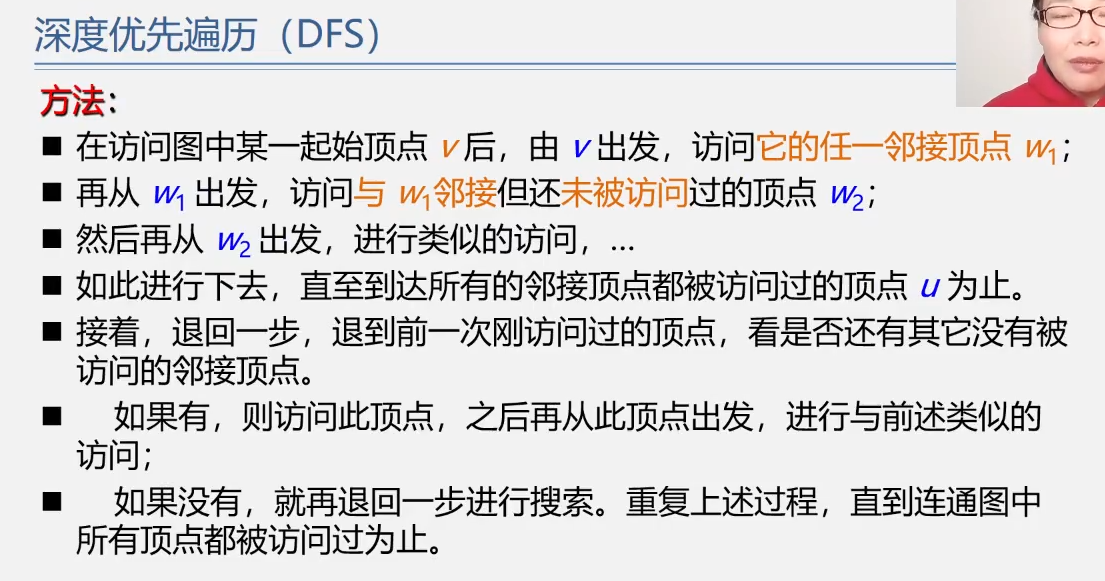 深度优先遍历（DFS）
方法：
■ 在访问图中某一起始顶点 v 后，由 v 出发，访问它的任一邻接顶点 w1；
■ 再从 w1 出发，访问与 w1邻接但还未被访问过的顶点 w2；
■ 然后再从 w2 出发，进行类似的访问，…
■ 如此进行下去，直至到达所有的邻接顶点都被访问过的顶点 u 为止。
■ 接着，退回一步，退到前一次刚访问过的顶点，看是否还有其它没有被
访问的邻接顶点。
■ 如果有，则访问此顶点，之后再从此顶点出发，进行与前述类似的
访问；
■ 如果没有，就再退回一步进行搜索。重复上述过程，直到连通图中
所有顶点都被访问过为止。